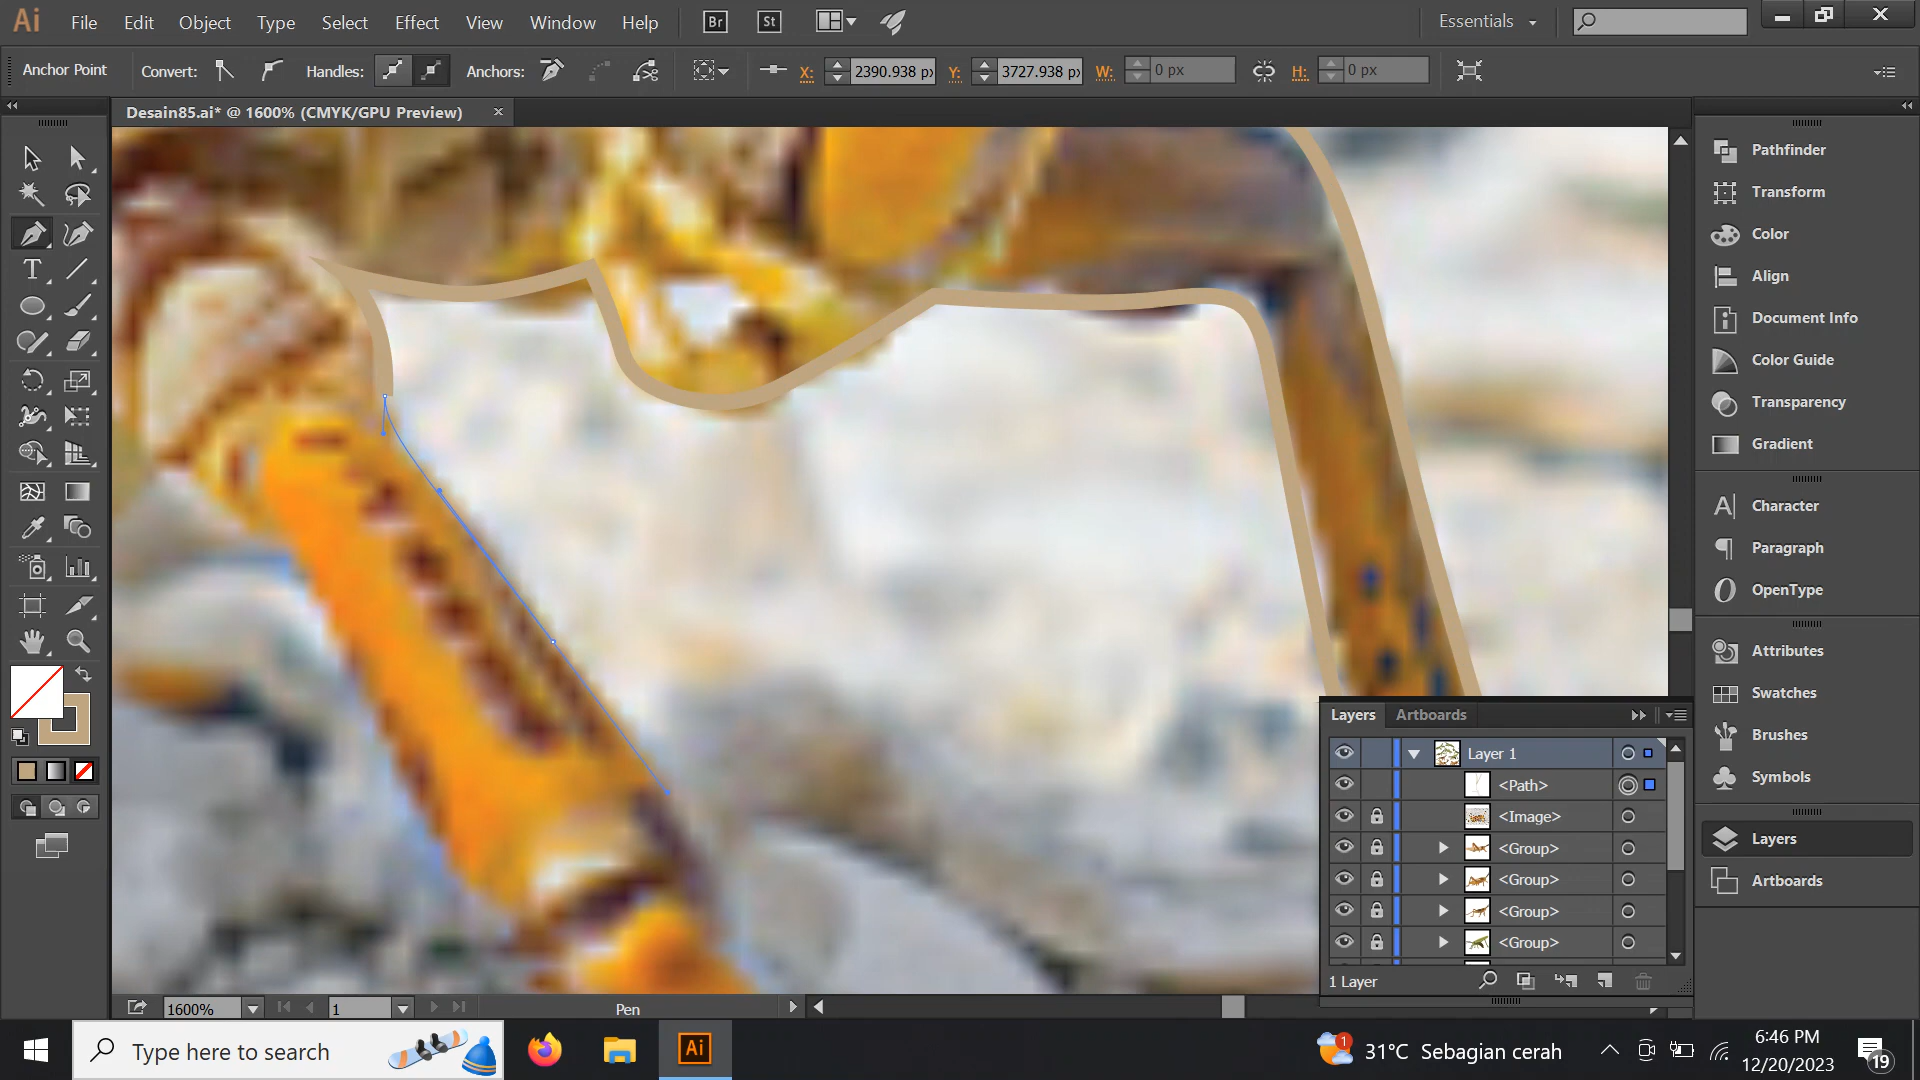 Ai File Edit Object Type Select Effect View Window Help Br St Essentials
Anchor Point Convert: Handles: Anchors: X: 2390.938 px Y: 3727.938 px W: 0 px H: 0 px
Desain85.ai* @ 1600% (CMYK/GPU Preview)
Pathfinder
Transform
Color
Align
Document Info
Color Guide
Transparency
Gradient
Character
Paragraph
OpenType
Attributes
Swatches
Brushes
Symbols
Layers
Artboards
Layers Artboards
Layer 1
<Path>
<Image>
<Group>
<Group>
<Group>
<Group>
1 Layer
1600% 1 Pen
Type here to search
Ai
1
31°C Sebagian cerah
6:46 PM
12/20/2023
19